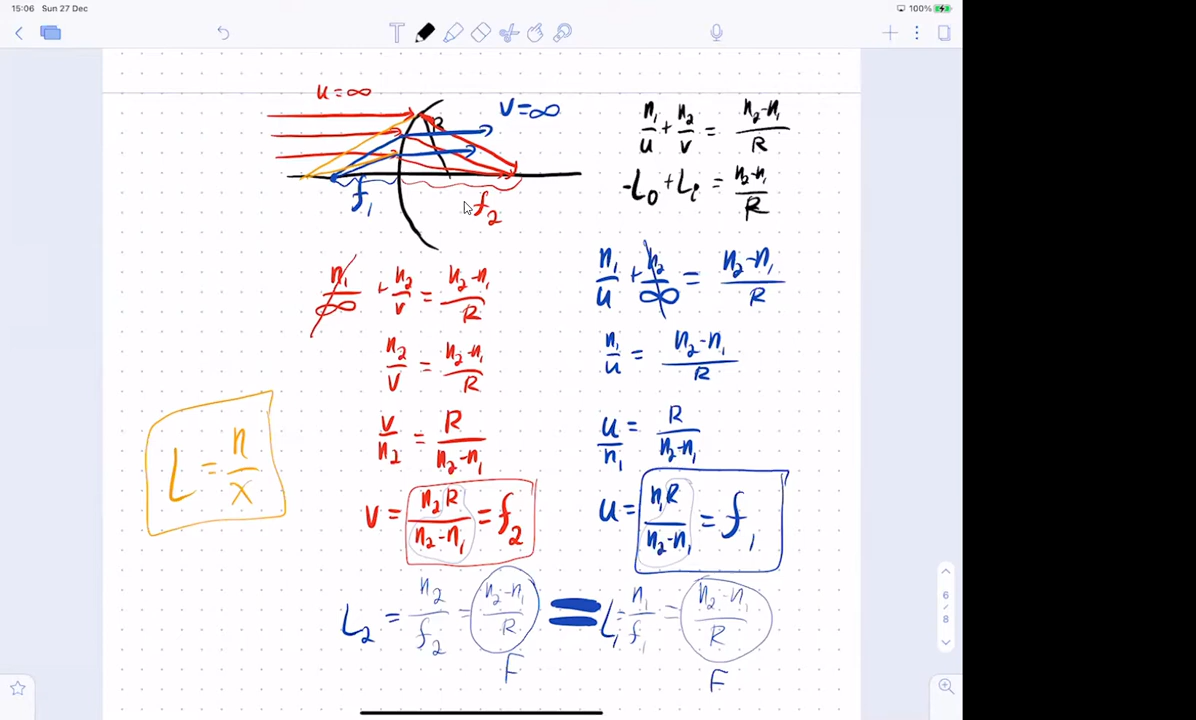 15:06 Sun 27 Dec
100%
T
u=∞
v=∞
R
f₁
f₂
n₁/u + n₂/v = n₂-n₁/R
-L₀ + Lᵢ = n₂-n₁/R
n₁/∞ + n₂/v = n₂-n₁/R
n₂/v = n₂-n₁/R
v/n₂ = R/n₂-n₁
v = n₂R/n₂-n₁ = f₂
n₁/u + n₂/∞ = n₂-n₁/R
n₁/u = n₂-n₁/R
u/n₁ = R/n₂-n₁
u = n₁R/n₂-n₁ = f₁
L = n/x
L₂ = n₂/f₂ = n₂-n₁/R = L₁ = n₁/f₁ = n₂-n₁/R
F
F
6
/
8